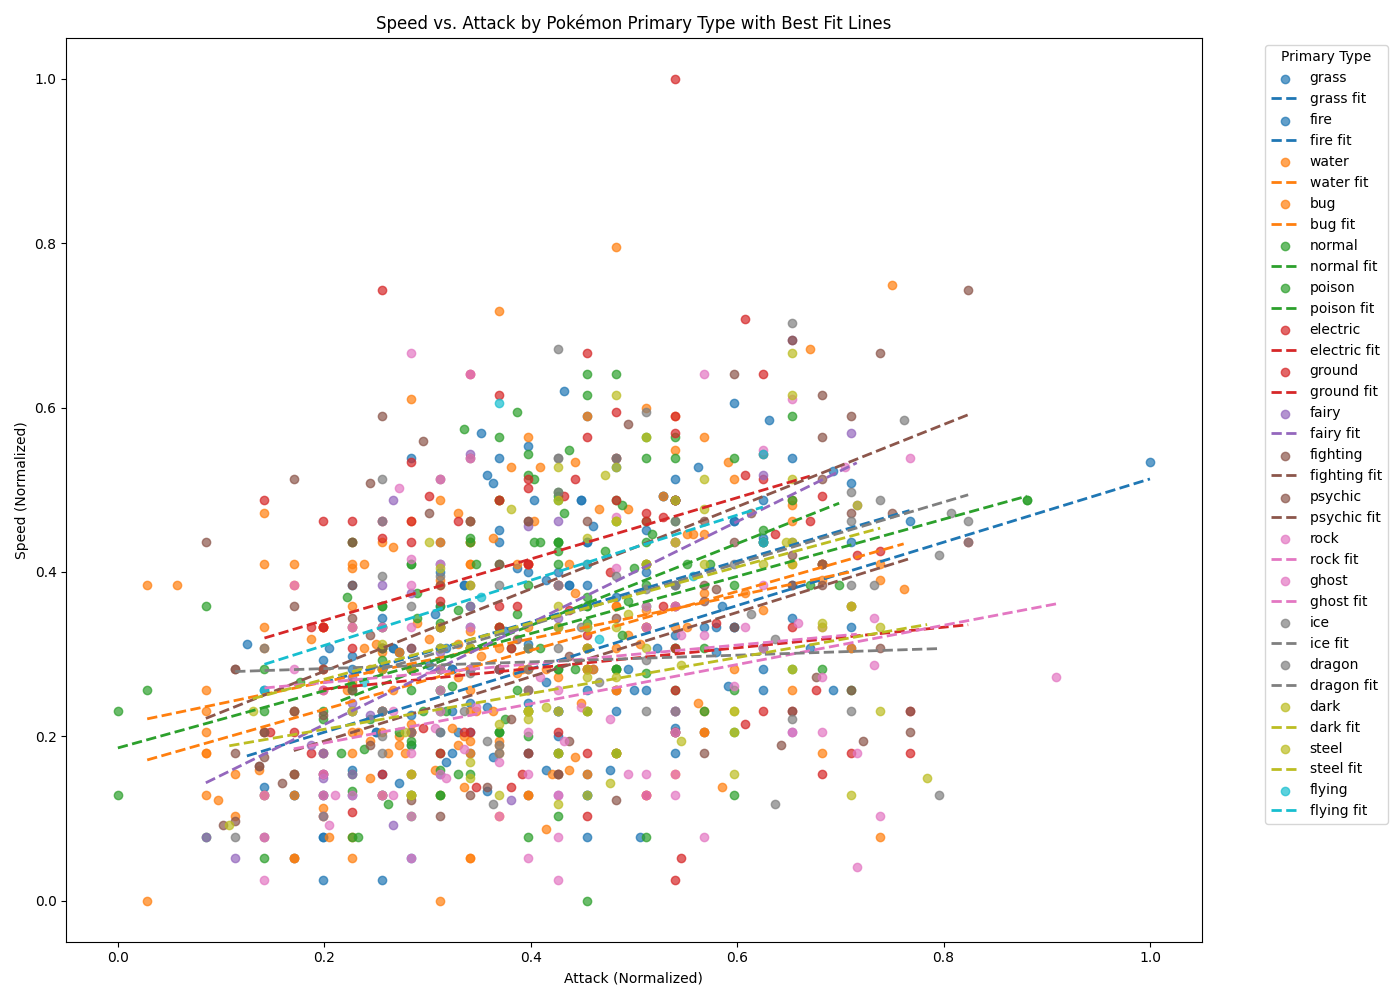 Speed vs. Attack by Pokémon Primary Type with Best Fit Lines
Speed (Normalized)
1.0
0.8
0.6
0.4
0.2
0.0
0.0 0.2 0.4 0.6 0.8 1.0
Attack (Normalized)
Primary Type
grass
grass fit
fire
fire fit
water
water fit
bug
bug fit
normal
normal fit
poison
poison fit
electric
electric fit
ground
ground fit
fairy
fairy fit
fighting
fighting fit
psychic
psychic fit
rock
rock fit
ghost
ghost fit
ice
ice fit
dragon
dragon fit
dark
dark fit
steel
steel fit
flying
flying fit